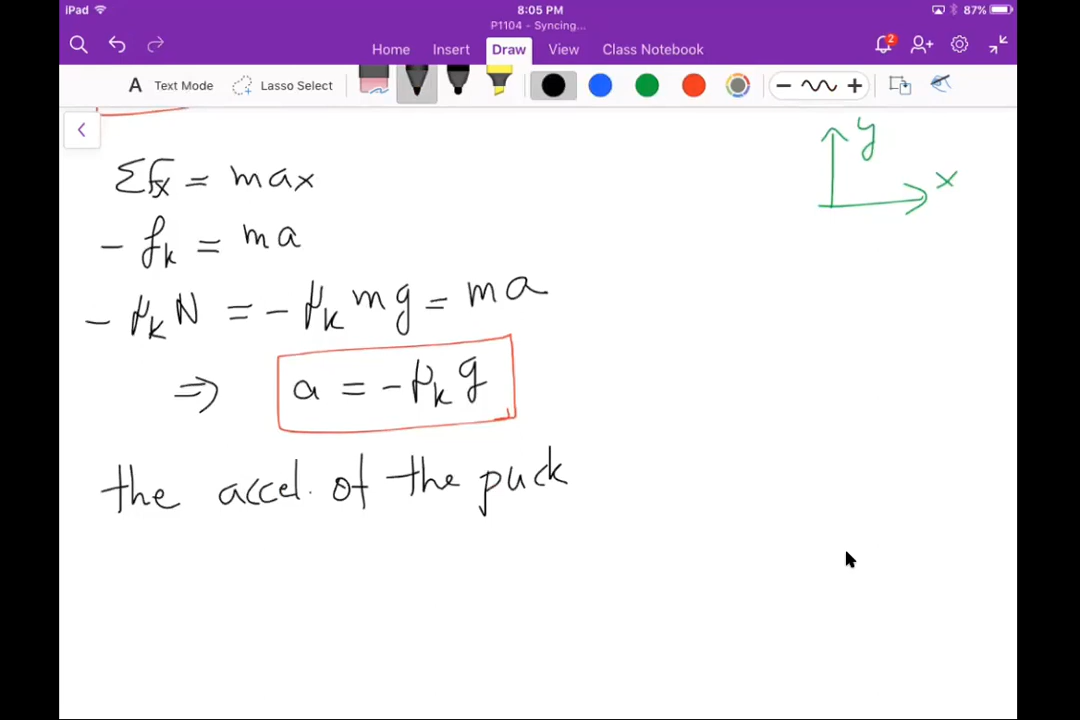 iPad 8:05 PM 87%
P1104 - Syncing...
Home Insert Draw View Class Notebook 2
A Text Mode Lasso Select
y
x
ΣFx = max
- fk = ma
- μk N = - μk mg = ma
⇒ a = - μk g
the accel. of the puck